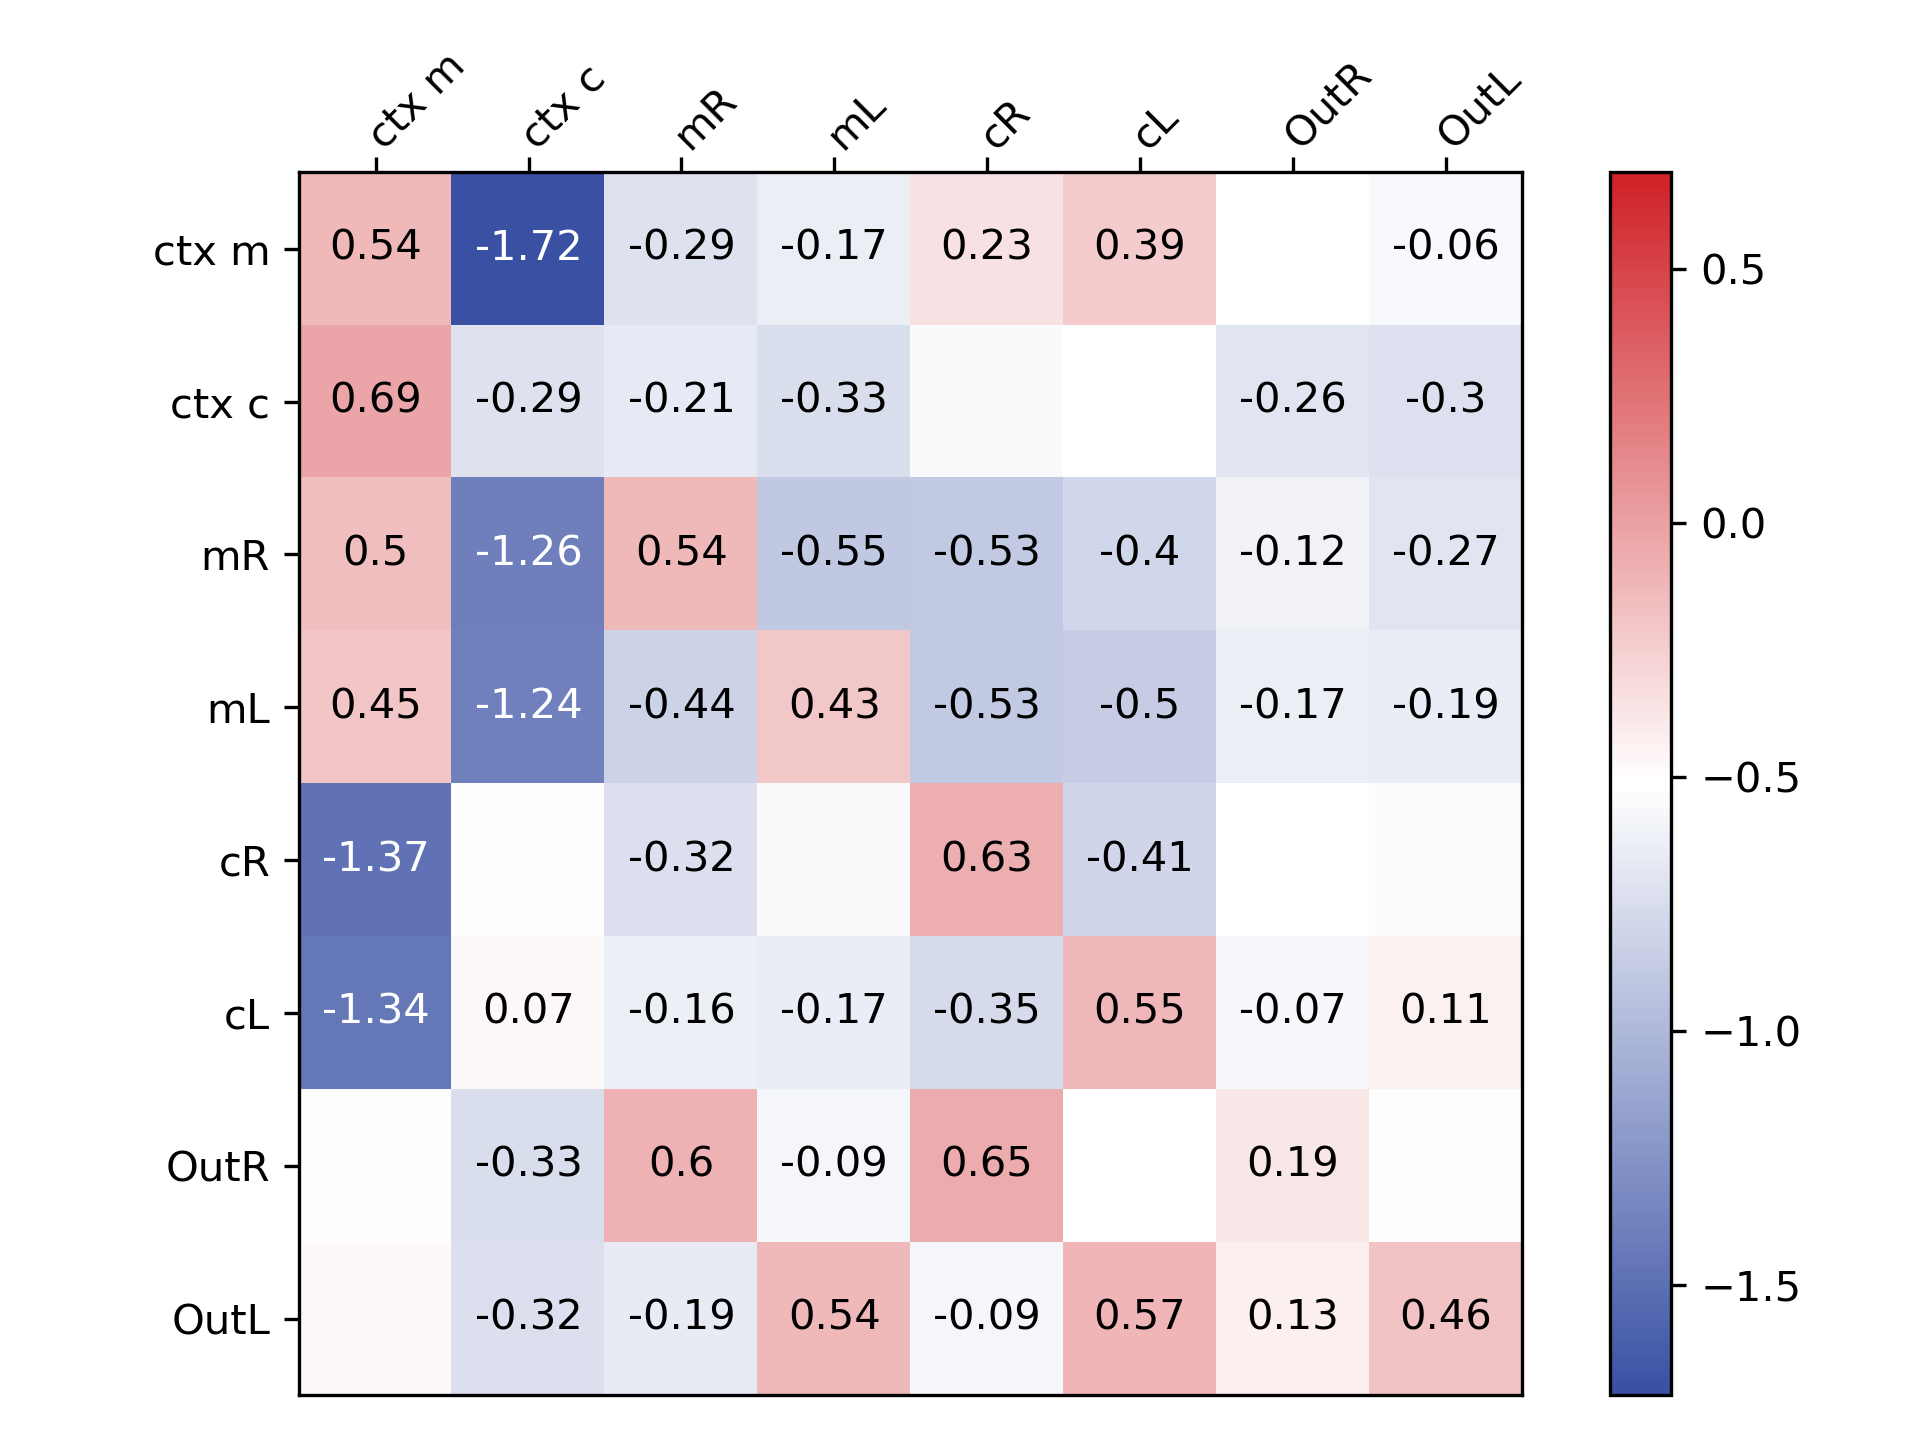 ctx m ctx c mR mL cR cL OutR OutL
ctx m 0.54 -1.72 -0.29 -0.17 0.23 0.39 -0.06
ctx c 0.69 -0.29 -0.21 -0.33 -0.26 -0.3
mR 0.5 -1.26 0.54 -0.55 -0.53 -0.4 -0.12 -0.27
mL 0.45 -1.24 -0.44 0.43 -0.53 -0.5 -0.17 -0.19
cR -1.37 -0.32 0.63 -0.41
cL -1.34 0.07 -0.16 -0.17 -0.35 0.55 -0.07 0.11
OutR -0.33 0.6 -0.09 0.65 0.19
OutL -0.32 -0.19 0.54 -0.09 0.57 0.13 0.46
0.5
0.0
−0.5
−1.0
−1.5